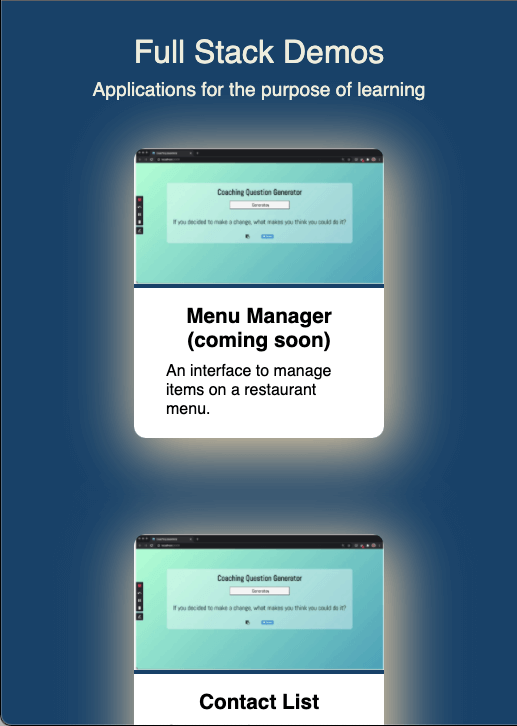 Full Stack Demos
Applications for the purpose of learning
Coaching Question Generator
Generate
If you decided to make a change, what makes you think you could do it?
Menu Manager
(coming soon)
An interface to manage
items on a restaurant
menu.
Coaching Question Generator
Generate
If you decided to make a change, what makes you think you could do it?
Contact List